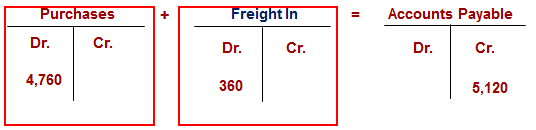 Purchases + Freight In = Accounts Payable
Dr. Cr. Dr. Cr. Dr. Cr.
4,760 360 5,120